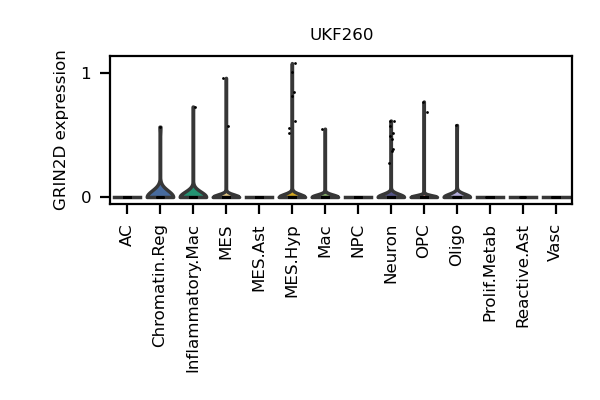 UKF260
GRIN2D expression
1
0
AC
Chromatin.Reg
Inflammatory.Mac
MES
MES.Ast
MES.Hyp
Mac
NPC
Neuron
OPC
Oligo
Prolif.Metab
Reactive.Ast
Vasc